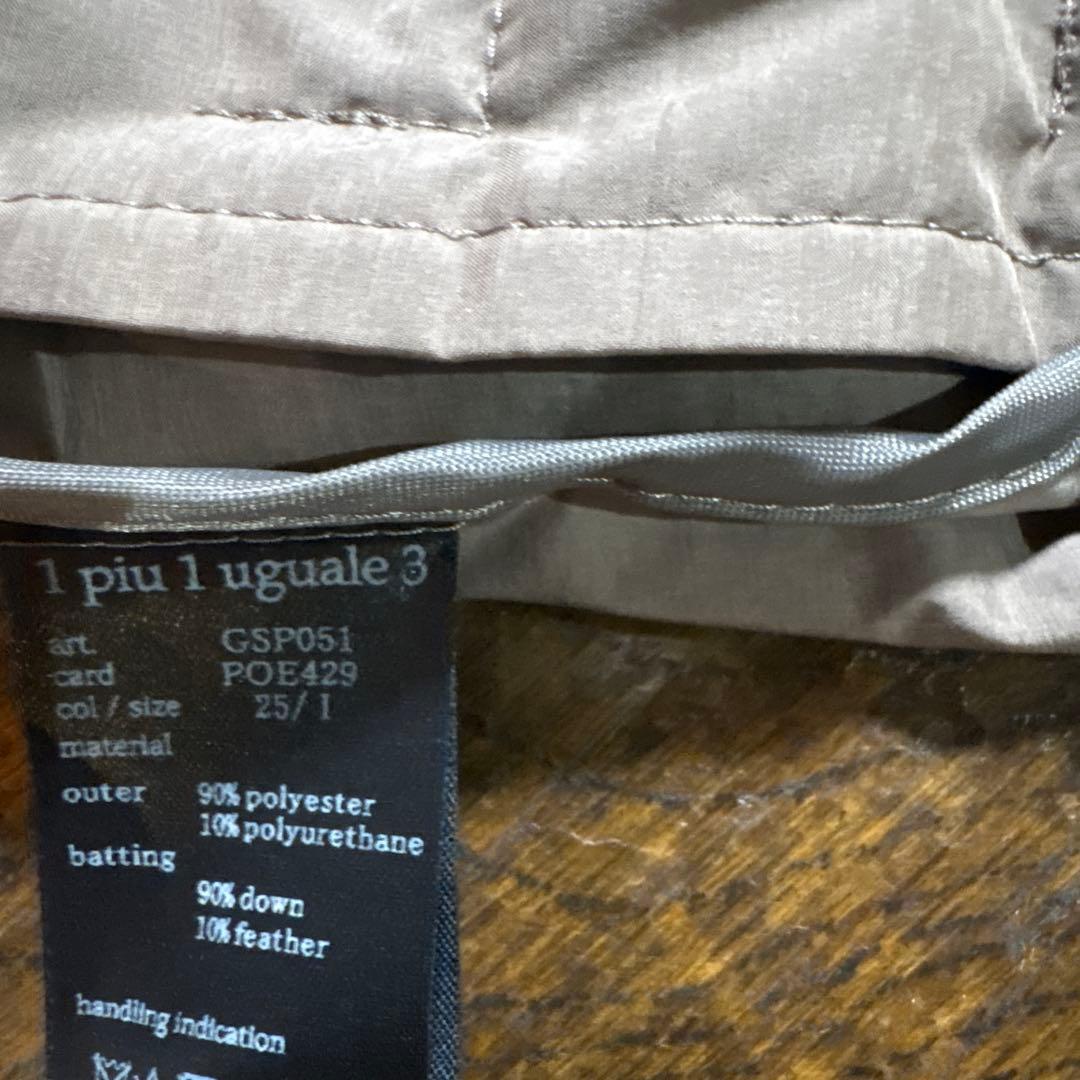 1 piu 1 uguale 3
art. GSP051
card POE429
col / size 25/ 1
material
outer 90% polyester
10% polyurethane
batting
90% down
10% feather
handling indication